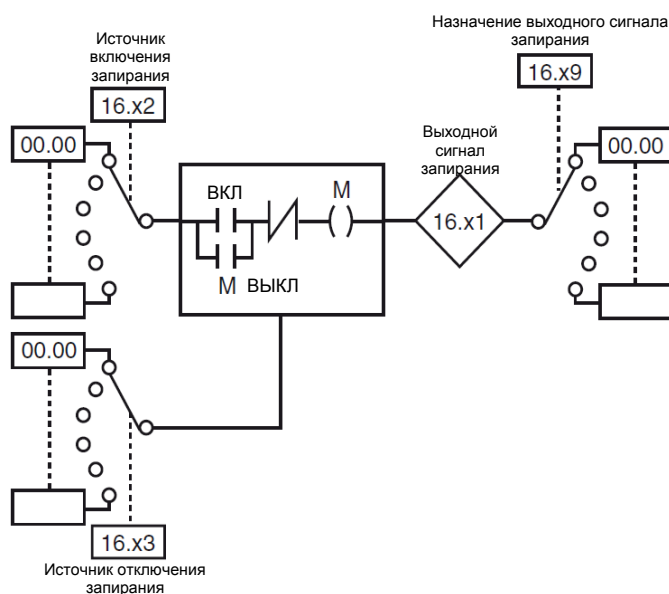 Источник
включения
запирания
16.x2
00.00
Назначение выходного сигнала
запирания
16.x9
00.00
Выходной
сигнал
запирания
16.x1
ВКЛ
M
M ВЫКЛ
00.00
16.x3
Источник отключения
запирания